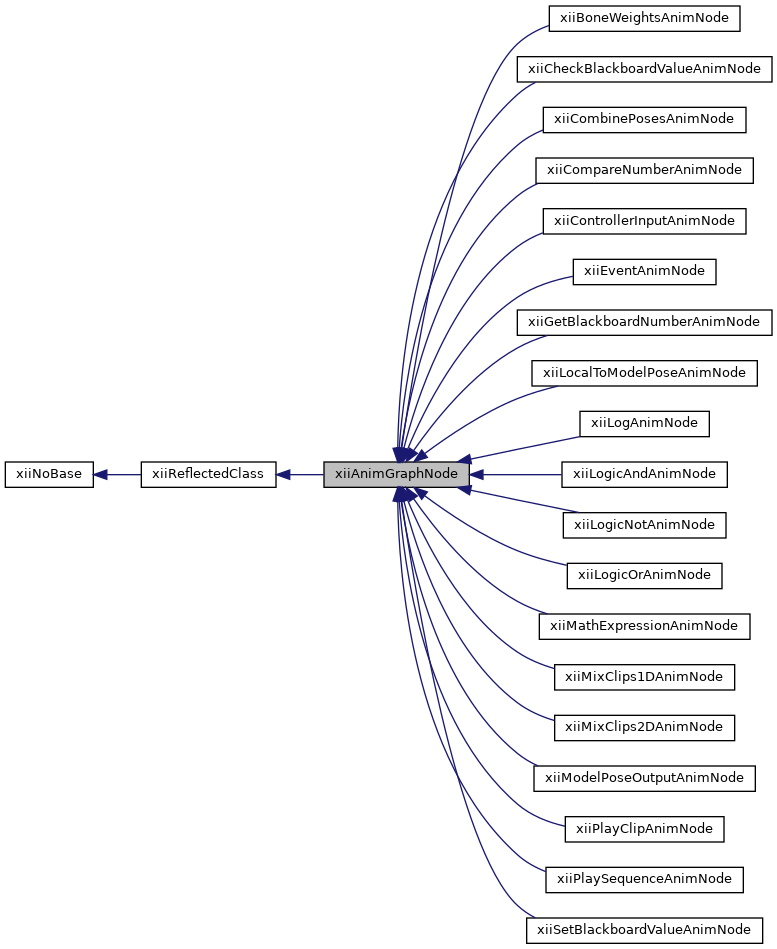 xiiBoneWeightsAnimNode
xiiCheckBlackboardValueAnimNode
xiiCombinePosesAnimNode
xiiCompareNumberAnimNode
xiiControllerInputAnimNode
xiiEventAnimNode
xiiGetBlackboardNumberAnimNode
xiiLocalToModelPoseAnimNode
xiiLogAnimNode
xiiNoBase
xiiReflectedClass
xiiAnimGraphNode
xiiLogicAndAnimNode
xiiLogicNotAnimNode
xiiLogicOrAnimNode
xiiMathExpressionAnimNode
xiiMixClips1DAnimNode
xiiMixClips2DAnimNode
xiiModelPoseOutputAnimNode
xiiPlayClipAnimNode
xiiPlaySequenceAnimNode
xiiSetBlackboardValueAnimNode